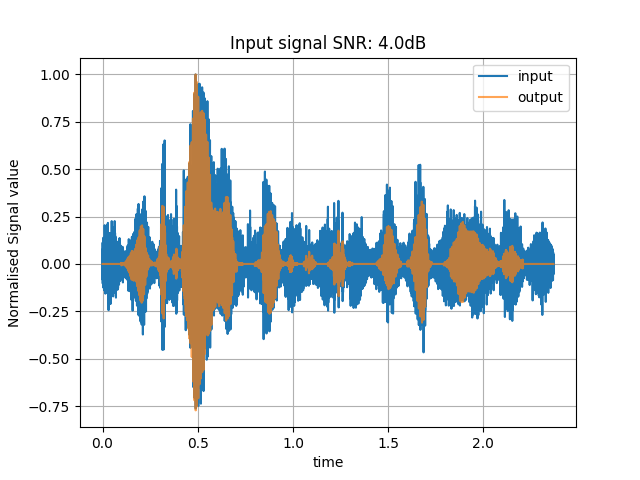 Input signal SNR: 4.0dB
input
output
1.00
0.75
0.50
0.25
0.00
−0.25
−0.50
−0.75
Normalised Signal value
0.0
0.5
1.0
1.5
2.0
time